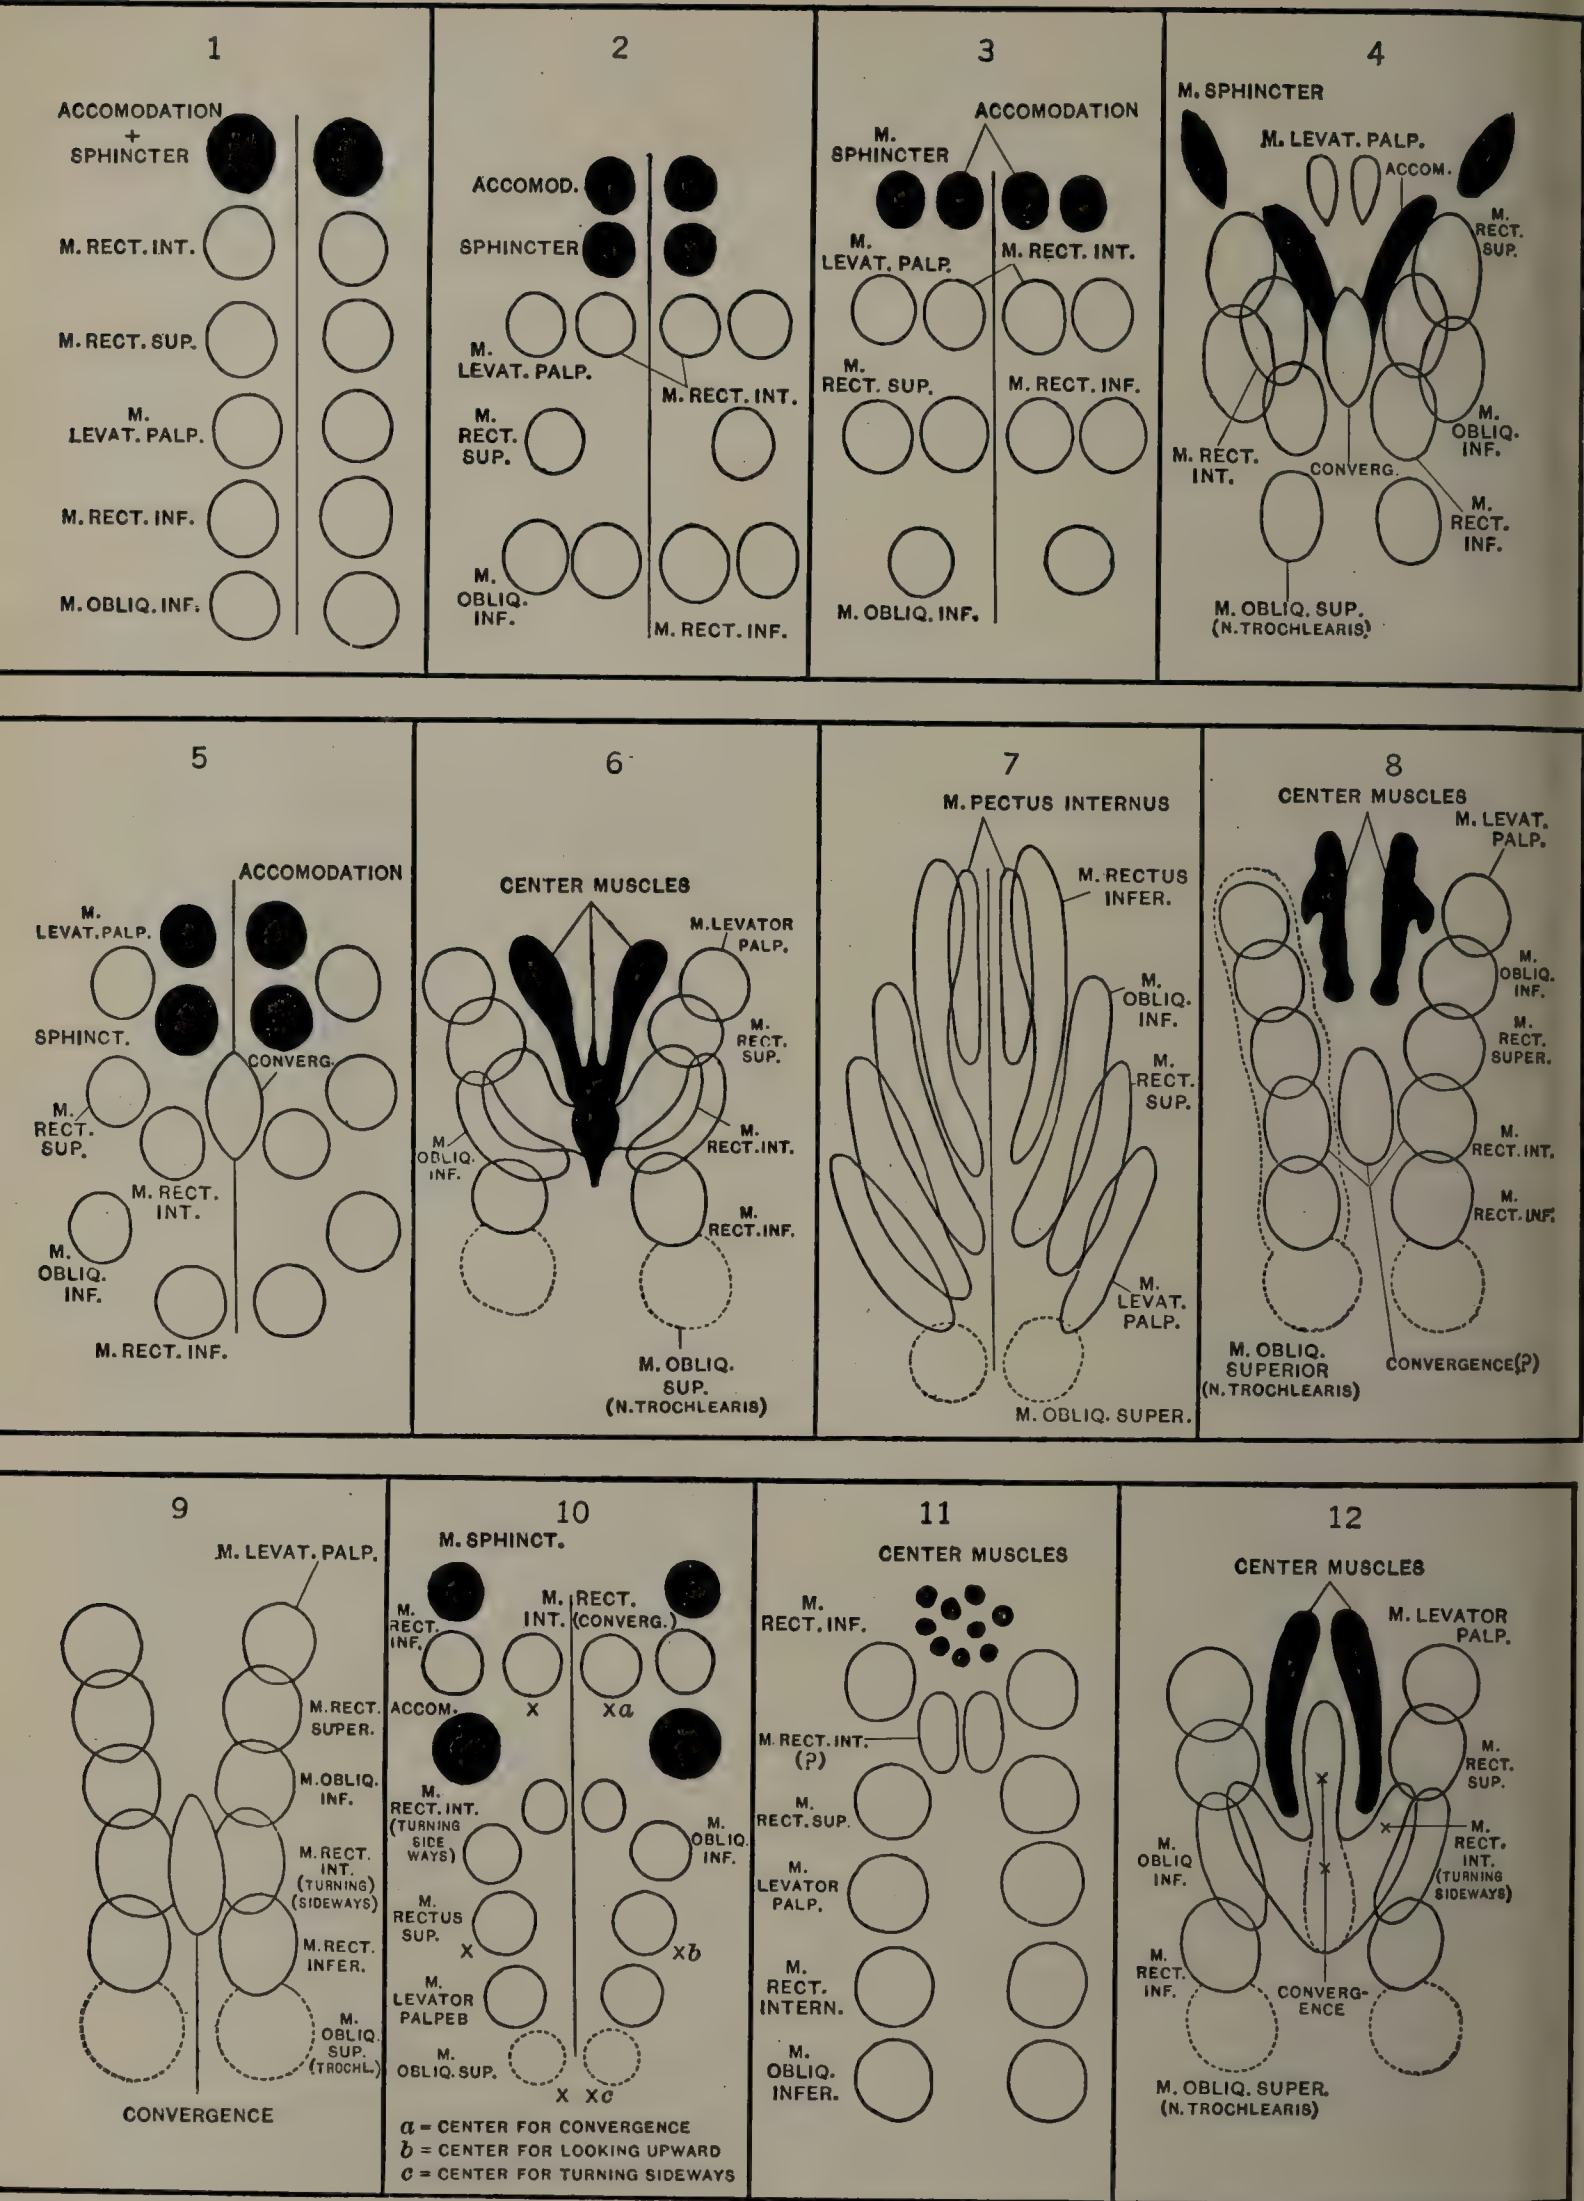 1
ACCOMODATION
+
SPHINCTER
M. RECT. INT.
M. RECT. SUP.
M.
LEVAT. PALP.
M. RECT. INF.
M. OBLIQ. INF.
2
ACCOMOD.
SPHINCTER
M.
LEVAT. PALP.
M. RECT. INT.
M.
RECT.
SUP.
M.
OBLIQ.
INF.
M. RECT. INF.
3
ACCOMODATION
M.
SPHINCTER
M.
LEVAT. PALP.
M. RECT. INT.
M.
RECT. SUP.
M. RECT. INF.
M. OBLIQ. INF.
4
M. SPHINCTER
M. LEVAT. PALP.
ACCOM.
M.
RECT.
SUP.
M.
OBLIQ.
INF.
M. RECT.
INT.
CONVERG.
M.
RECT.
INF.
M. OBLIQ. SUP.
(N. TROCHLEARIS)
5
ACCOMODATION
M.
LEVAT. PALP.
SPHINCT.
CONVERG.
M.
RECT.
SUP.
M. RECT.
INT.
M.
OBLIQ.
INF.
M. RECT. INF.
6
CENTER MUSCLES
M. LEVATOR
PALP.
M.
RECT.
SUP.
M.
OBLIQ.
INF.
M.
RECT. INT.
M.
RECT. INF.
M. OBLIQ.
SUP.
(N. TROCHLEARIS)
7
M. PECTUS INTERNUS
M. RECTUS
INFER.
M.
OBLIQ.
INF.
M.
RECT.
SUP.
M.
LEVAT.
PALP.
M. OBLIQ. SUPER.
8
CENTER MUSCLES
M. LEVAT.
PALP.
M.
OBLIQ.
INF.
M.
RECT.
SUPER.
M.
RECT. INT.
M.
RECT. INF.
M. OBLIQ.
SUPERIOR
(N. TROCHLEARIS)
CONVERGENCE(?)
9
M. LEVAT. PALP.
M. RECT.
SUPER.
M. OBLIQ.
INF.
M. RECT.
INT.
(TURNING)
(SIDEWAYS)
M. RECT.
INFER.
M.
OBLIQ.
SUP.
(TROCHL.)
CONVERGENCE
10
M. SPHINCT.
M.
RECT.
INF.
M. RECT.
INT. (CONVERG.)
ACCOM.
x xa
M.
RECT. INT.
(TURNING
SIDE
WAYS)
M.
OBLIQ.
INF.
M.
RECTUS
SUP.
x xb
M.
LEVATOR
PALPEB
M.
OBLIQ. SUP.
x xc
a = CENTER FOR CONVERGENCE
b = CENTER FOR LOOKING UPWARD
c = CENTER FOR TURNING SIDEWAYS
11
CENTER MUSCLES
M.
RECT. INF.
M. RECT. INT.
(?)
M.
RECT. SUP.
M.
LEVATOR
PALP.
M.
RECT.
INTERN.
M.
OBLIQ.
INFER.
12
CENTER MUSCLES
M. LEVATOR
PALP.
M.
RECT.
SUP.
x
x
x
M.
RECT.
INT.
(TURNING
SIDEWAYS)
M.
OBLIQ
INF.
M.
RECT.
INF.
CONVERG-
ENCE
M. OBLIQ. SUPER.
(N. TROCHLEARIS)